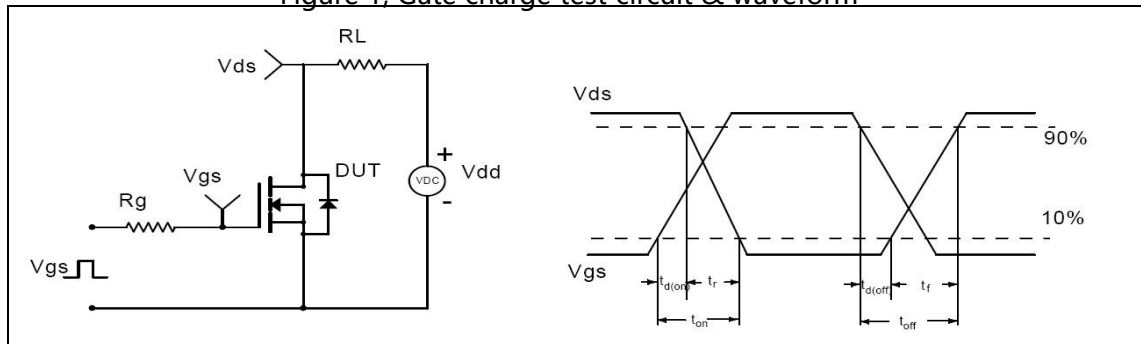 Figure 1, Gate charge test circuit & waveform
RL
Vds
Vds
90%
+
Vdd
VDC
-
DUT
Vgs
Rg
10%
Vgs
Vgs
td(on)
tr
td(off)
tf
ton
toff